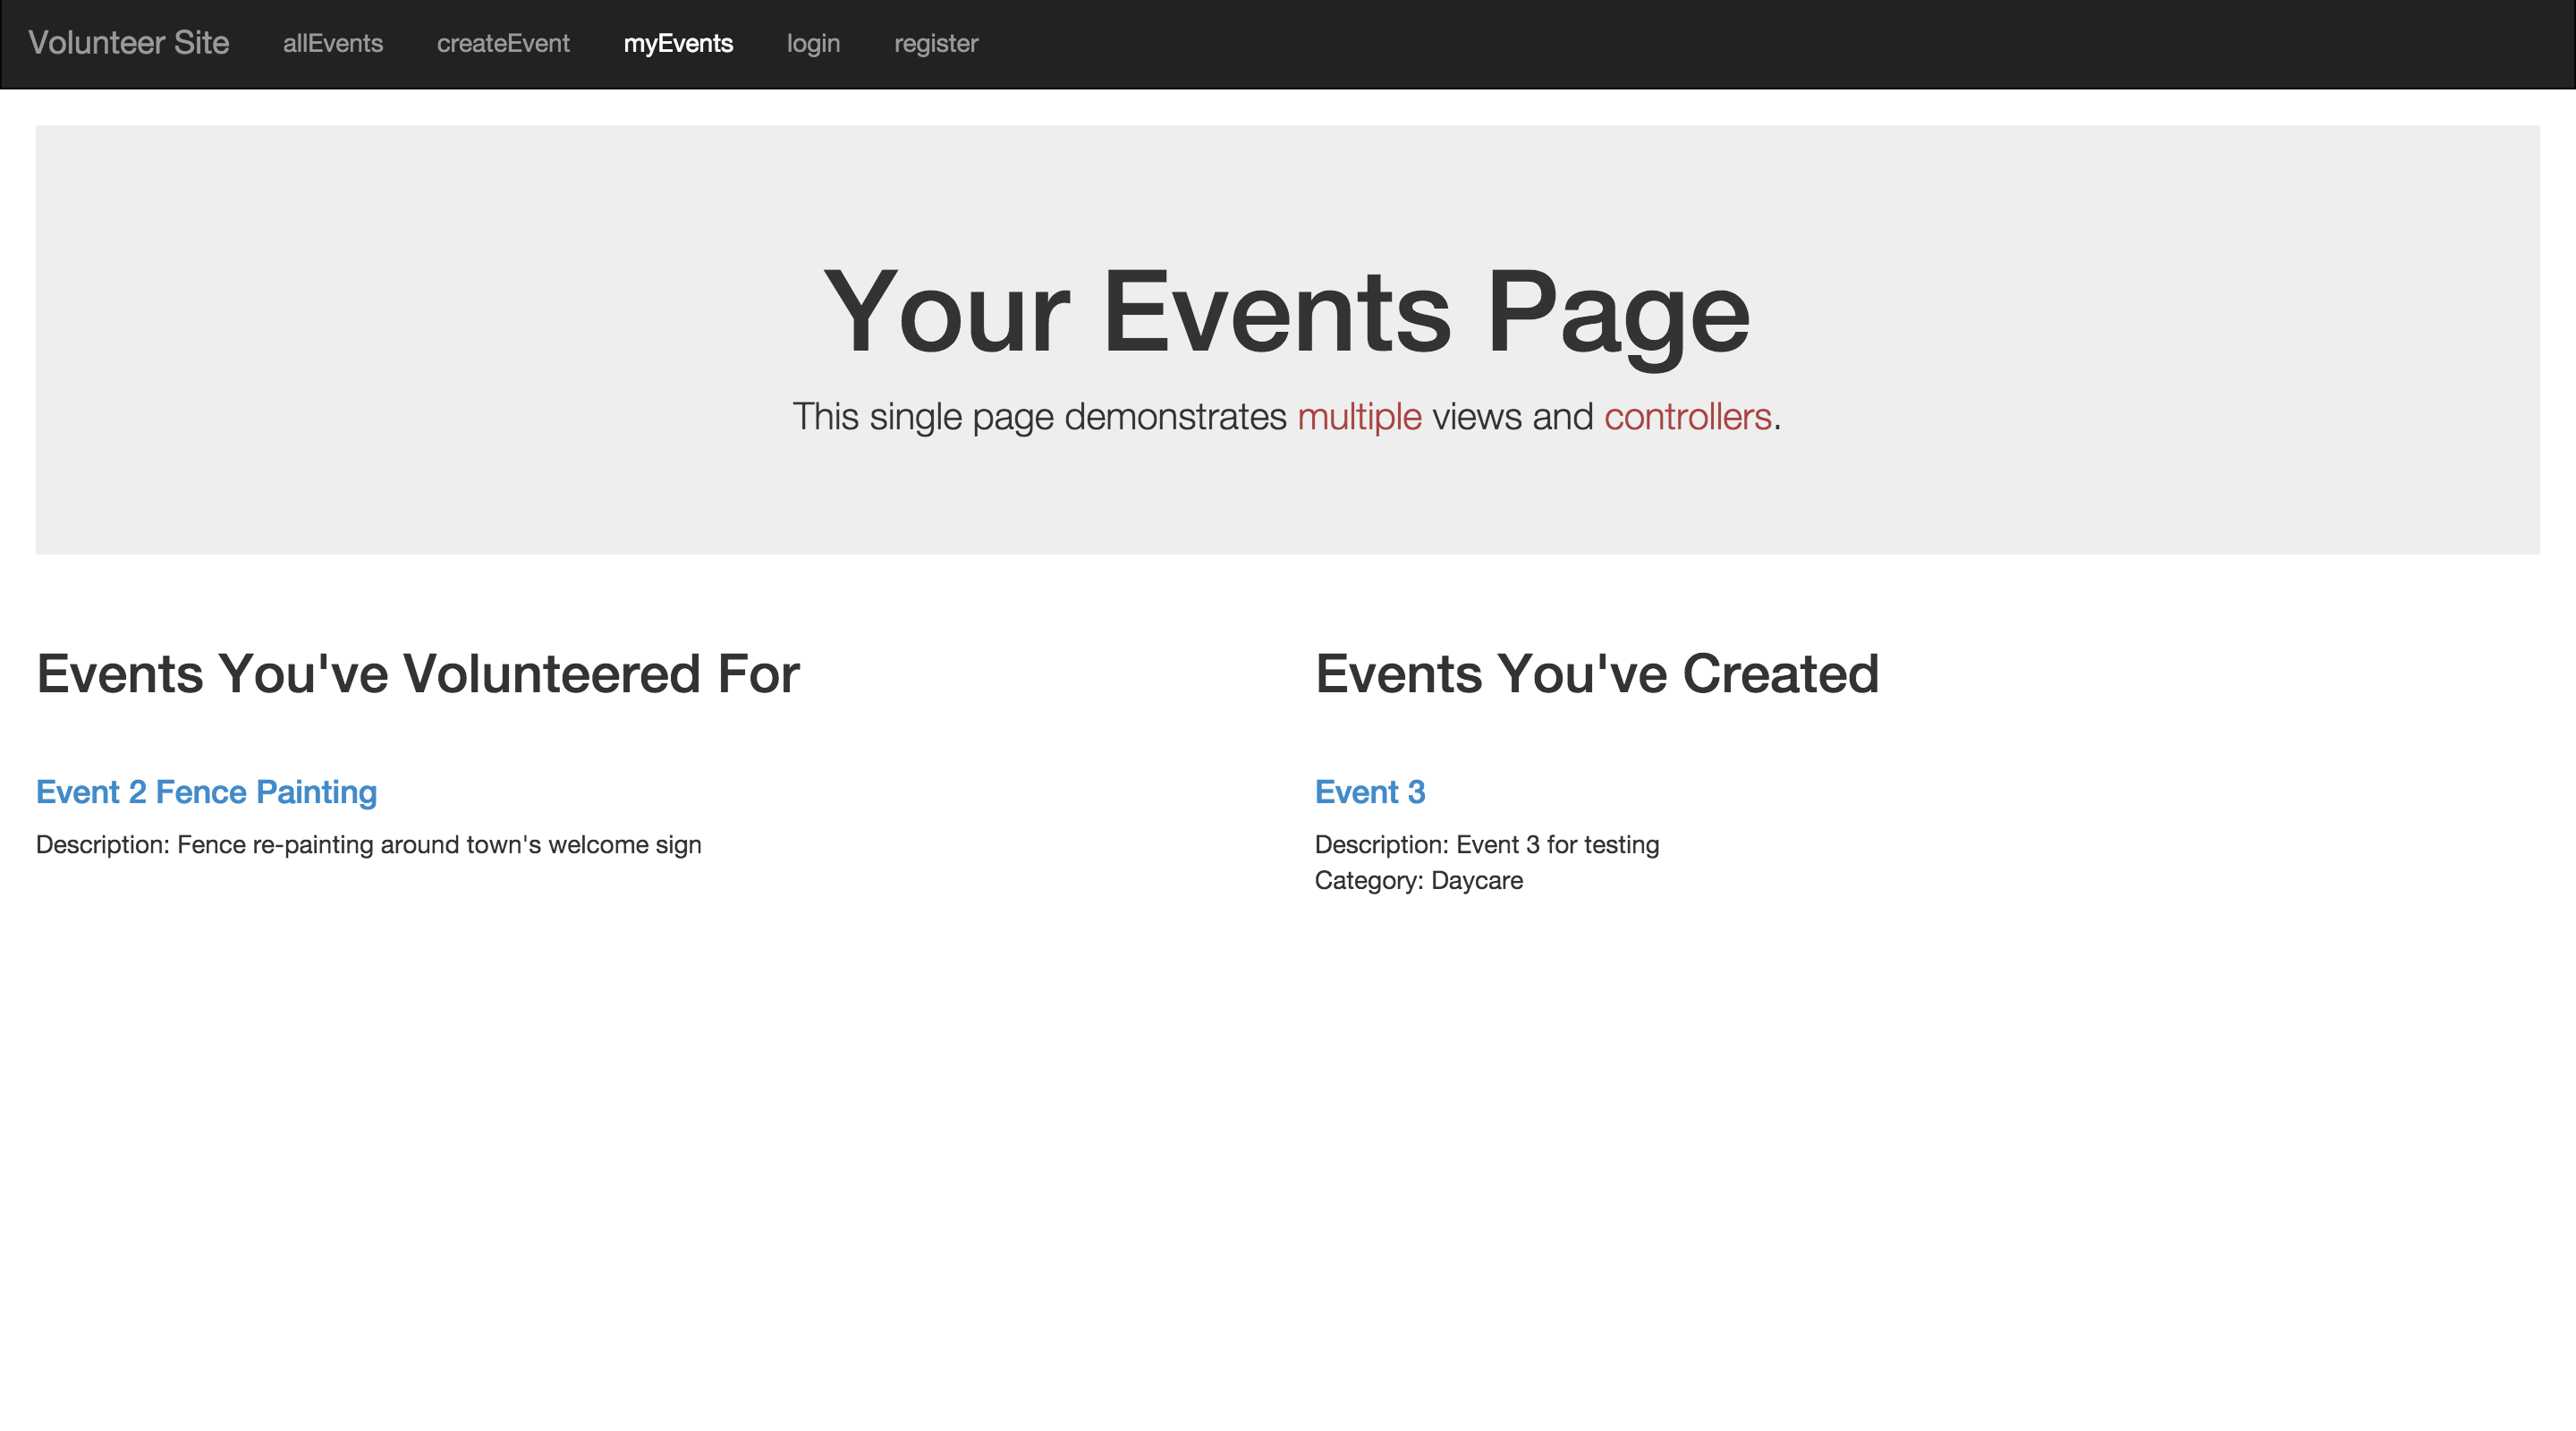 Volunteer Site allEvents createEvent myEvents login register
Your Events Page
This single page demonstrates multiple views and controllers.
Events You've Volunteered For
Event 2 Fence Painting
Description: Fence re-painting around town's welcome sign
Events You've Created
Event 3
Description: Event 3 for testing
Category: Daycare